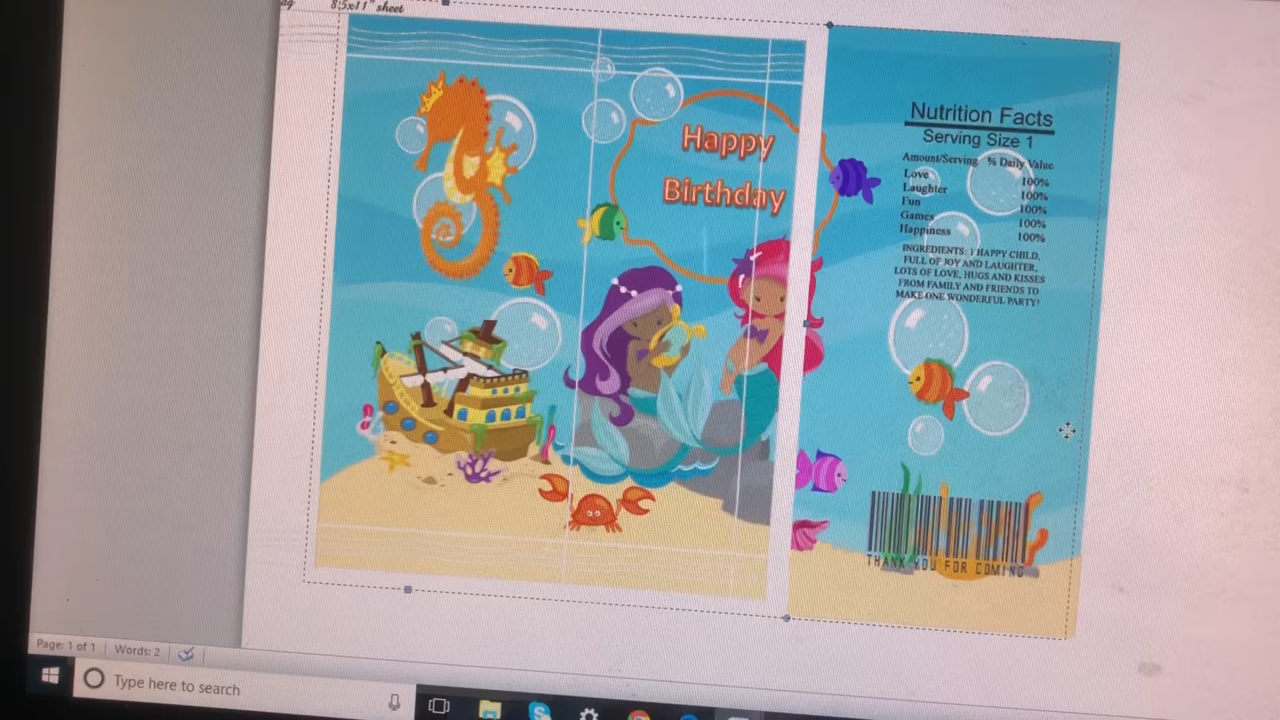 8.5x11" sheet
Happy
Birthday
Nutrition Facts
Serving Size 1
Amount/Serving % Daily Value
Love 100%
Laughter 100%
Fun 100%
Games 100%
Happiness 100%
INGREDIENTS: 1 HAPPY CHILD,
FULL OF JOY AND LAUGHTER,
LOTS OF LOVE, HUGS AND KISSES
FROM FAMILY AND FRIENDS TO
MAKE ONE WONDERFUL PARTY!
THANK YOU FOR COMING
Page: 1 of 1 Words: 2
Type here to search